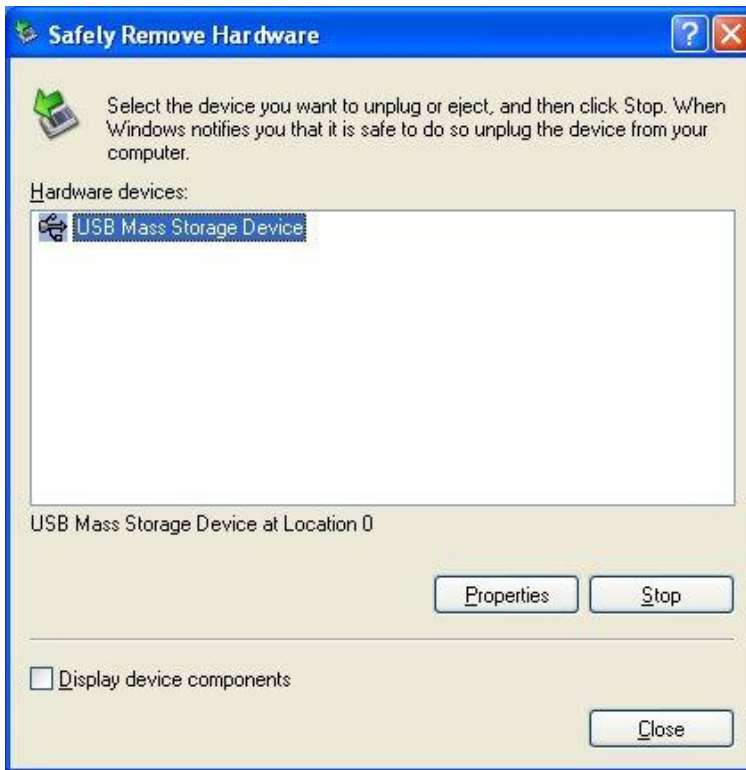 Safely Remove Hardware
Select the device you want to unplug or eject, and then click Stop. When
Windows notifies you that it is safe to do so unplug the device from your
computer.
Hardware devices:
USB Mass Storage Device
USB Mass Storage Device at Location 0
Properties Stop
Display device components
Close